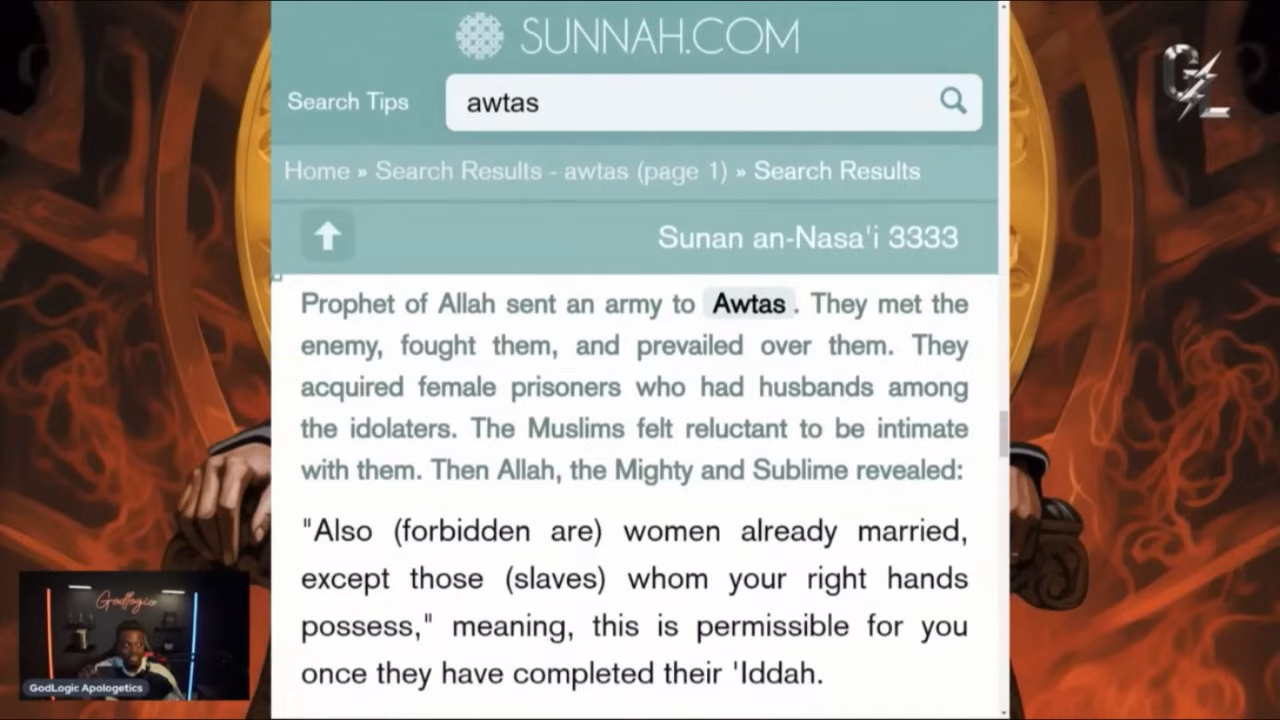 SUNNAH.COM
GL
Search Tips
awtas
Home » Search Results - awtas (page 1) » Search Results
Sunan an-Nasa'i 3333
Prophet of Allah sent an army to Awtas. They met the
enemy, fought them, and prevailed over them. They
acquired female prisoners who had husbands among
the idolaters. The Muslims felt reluctant to be intimate
with them. Then Allah, the Mighty and Sublime revealed:
"Also (forbidden are) women already married,
except those (slaves) whom your right hands
possess," meaning, this is permissible for you
once they have completed their 'Iddah.
Godlogic
GodLogic Apologetics